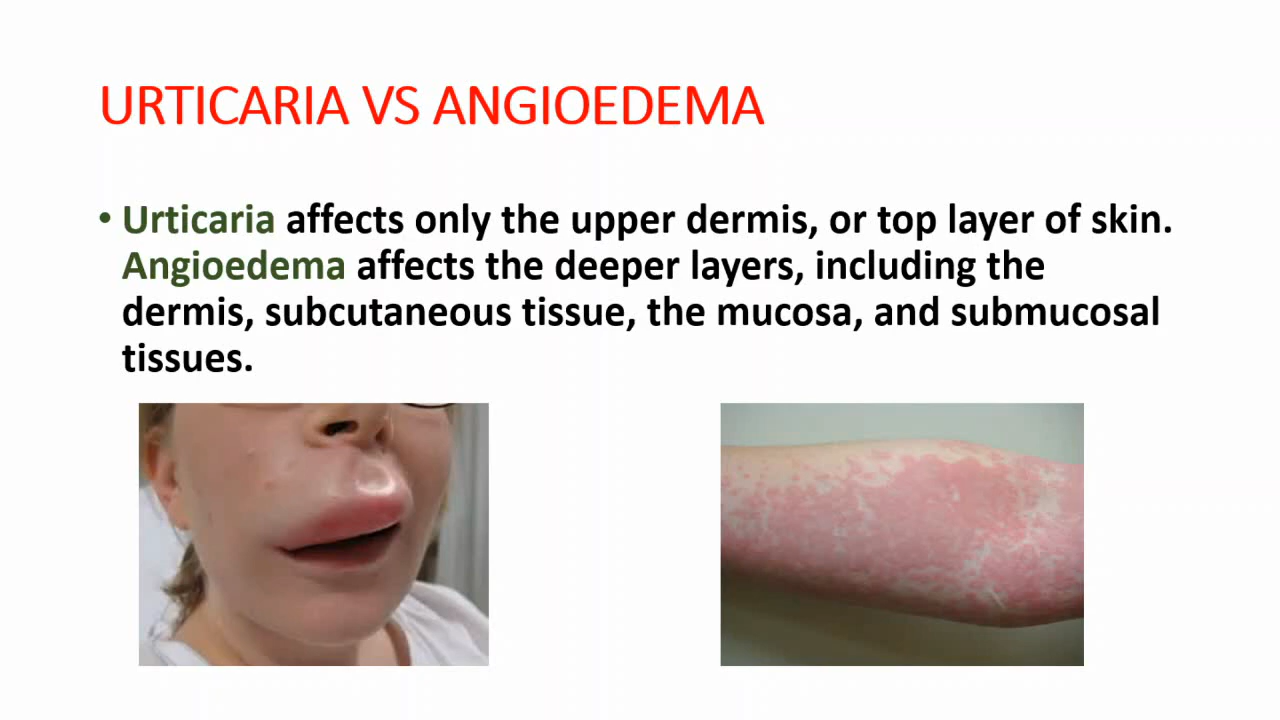 URTICARIA VS ANGIOEDEMA
• Urticaria affects only the upper dermis, or top layer of skin.
Angioedema affects the deeper layers, including the
dermis, subcutaneous tissue, the mucosa, and submucosal
tissues.